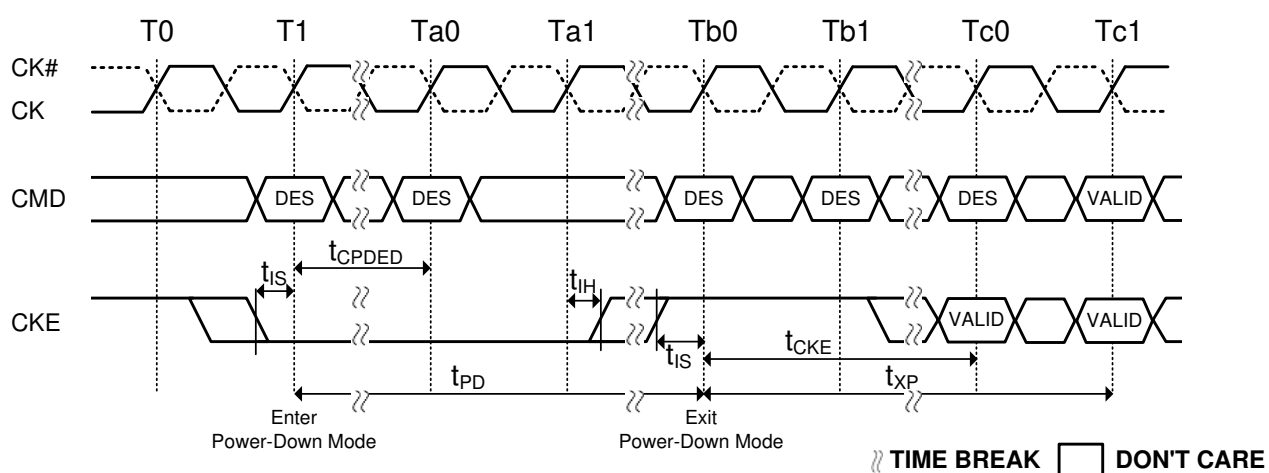 T0 T1 Ta0 Ta1 Tb0 Tb1 Tc0 Tc1
CK#
CK
CMD DES DES DES DES DES VALID
tIS tCPDED tIH
CKE VALID VALID
tIS tCKE
tPD tXP
Enter
Power-Down Mode
Exit
Power-Down Mode
TIME BREAK DON'T CARE